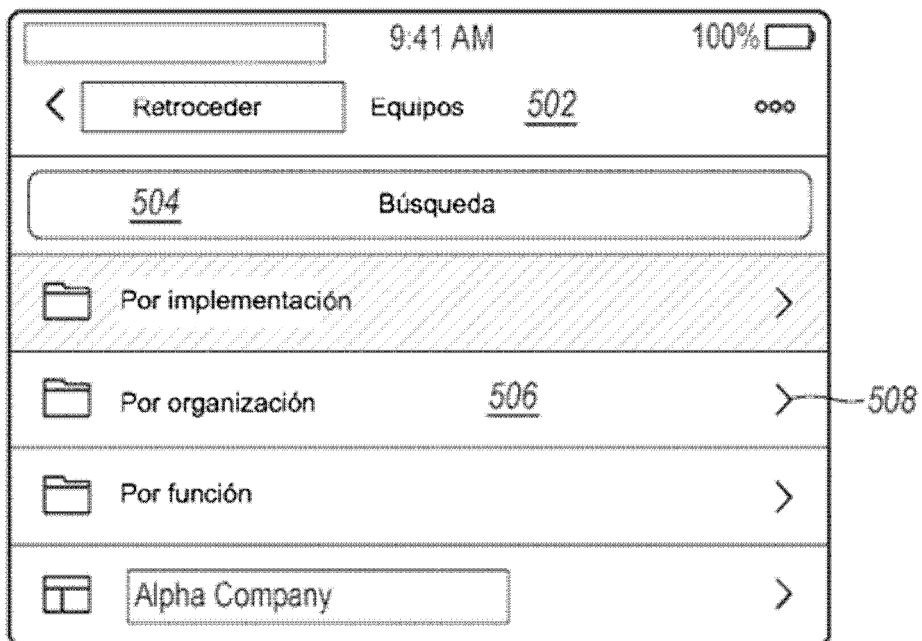 9:41 AM 100%
Retroceder Equipos 502
504 Búsqueda
Por implementación
Por organización 506 508
Por función
Alpha Company